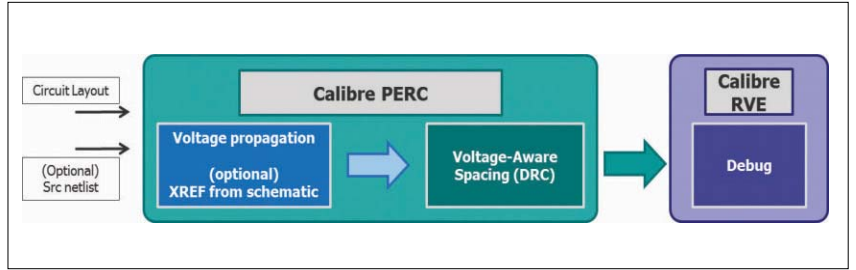 Circuit Layout
(Optional)
Src netlist
Calibre PERC
Voltage propagation
(optional)
XREF from schematic
Voltage-Aware
Spacing (DRC)
Calibre
RVE
Debug